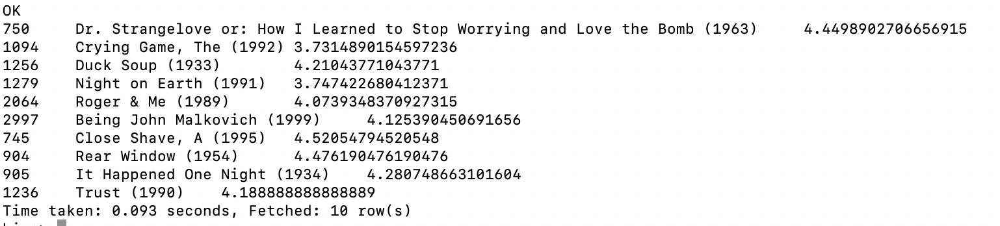 OK
750	Dr. Strangelove or: How I Learned to Stop Worrying and Love the Bomb (1963)	4.4498902706656915
1094	Crying Game, The (1992)	3.7314890154597236
1256	Duck Soup (1933)	4.21043771043771
1279	Night on Earth (1991)	3.747422680412371
2064	Roger & Me (1989)	4.0739348370927315
2997	Being John Malkovich (1999)	4.125390450691656
745	Close Shave, A (1995)	4.52054794520548
904	Rear Window (1954)	4.476190476190476
905	It Happened One Night (1934)	4.280748663101604
1236	Trust (1990)	4.188888888888889
Time taken: 0.093 seconds, Fetched: 10 row(s)